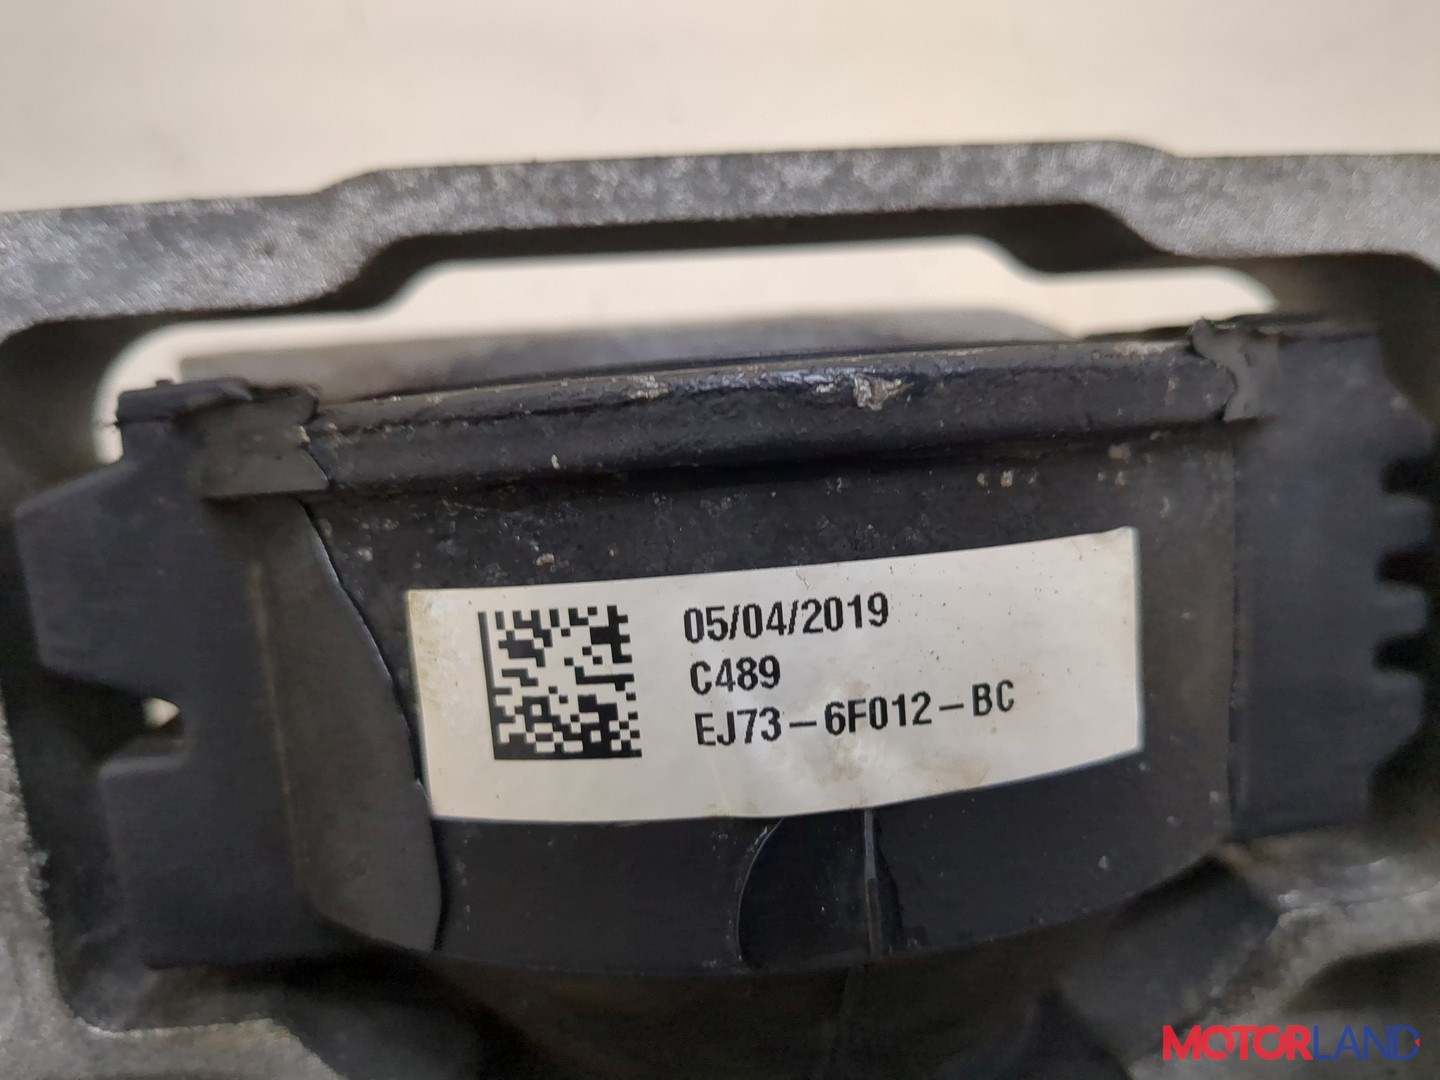 05/04/2019
C489
EJ73-6F012-BC
MOTORLAND